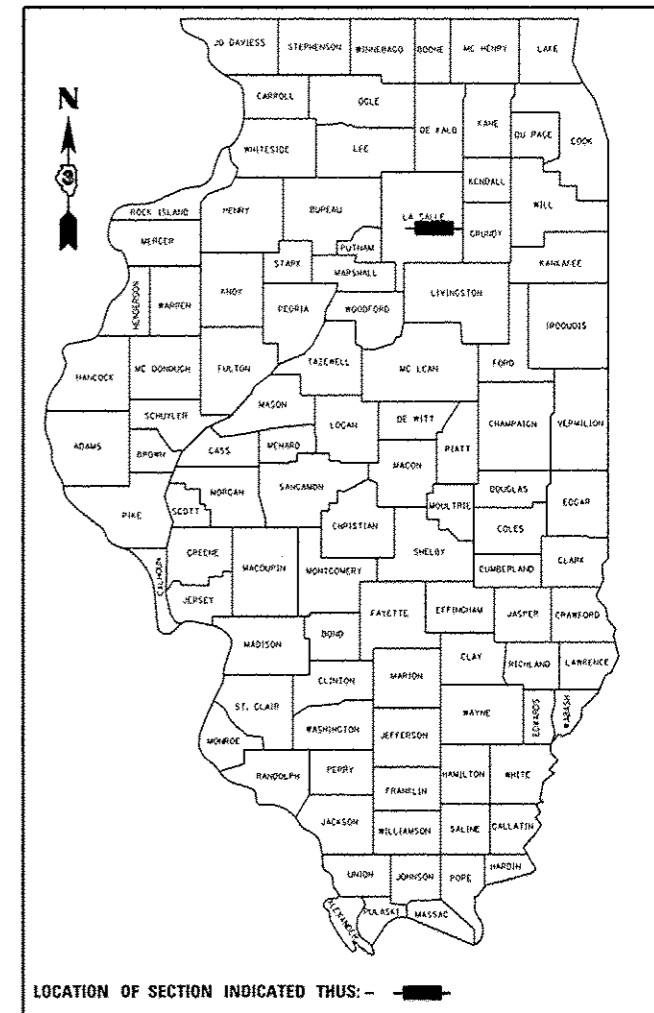 JO DAVIESS STEPHENSON WINNEBAGO BOONE MC HENRY LAKE
CARROLL OGLE
N
DE KALB KANE DU PAGE COOK
WHITESIDE LEE
3
KENDALL
ROCK ISLAND HENRY BUREAU LA SALLE WILL
GRUNDY
MERCER PUTNAM
STARK KANKAKEE
MARSHALL
HENDERSON WARREN KNOX PEORIA WOODFORD LIVINGSTON
IROQUOIS
HANCOCK MC DONOUGH FULTON TAZEWELL MC LEAN FORD
MASON
SCHUYLER LOGAN DE WITT CHAMPAIGN VERMILION
ADAMS BROWN CASS MENARD PIATT
MACON
PIKE SCOTT MORGAN SANGAMON DOUGLAS EDGAR
MOULTRIE
CHRISTIAN COLES
GREENE SHELBY
CALHOUN MACOUPIN MONTGOMERY CUMBERLAND CLARK
JERSEY
FAYETTE EFFINGHAM JASPER CRAWFORD
BOND
MADISON
CLAY RICHLAND LAWRENCE
CLINTON MARION
ST. CLAIR WAYNE EDWARDS WABASH
WASHINGTON JEFFERSON
MONROE
RANDOLPH PERRY HAMILTON WHITE
FRANKLIN
JACKSON WILLIAMSON SALINE GALLATIN
UNION JOHNSON POPE HARDIN
ALEXANDER PULASKI MASSAC
LOCATION OF SECTION INDICATED THUS: -